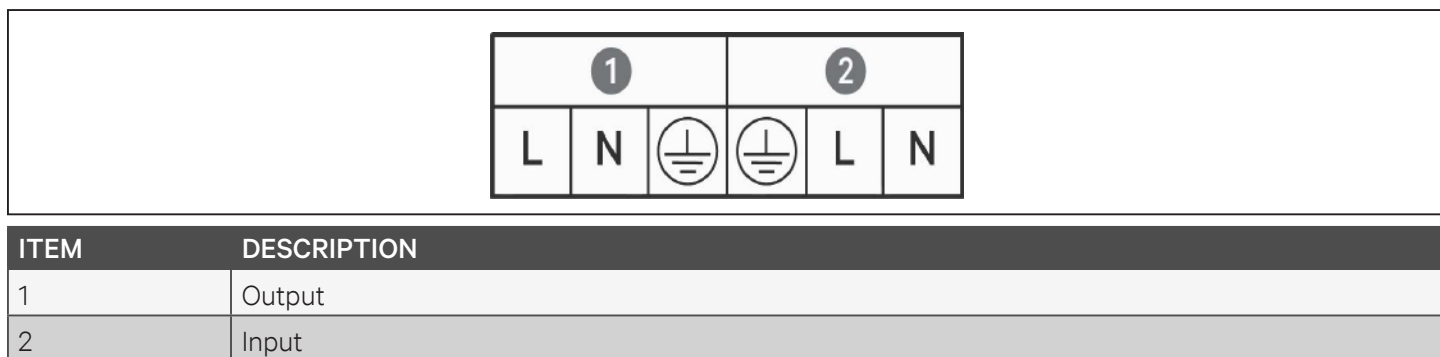 1 2
L N L N
ITEM DESCRIPTION
1 Output
2 Input